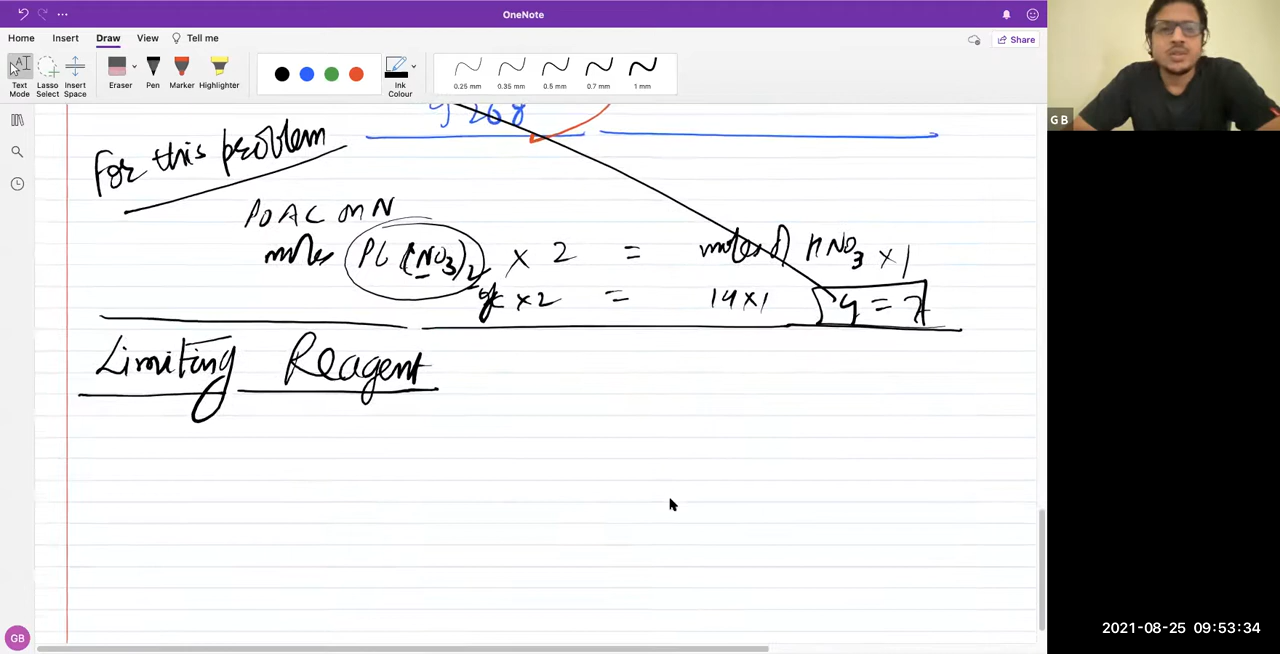 OneNote
Home Insert Draw View Tell me
Share
Text Mode
Lasso Select
Insert Space
Eraser
Pen
Marker
Highlighter
Ink Colour
0.25 mm 0.35 mm 0.5 mm 0.7 mm 1 mm
G B
For this problem
POAC on N
moles Pb(NO3)2 × 2 = moles of HNO3 × 1
× 2 = 14 × 1 y = 7
Limiting Reagent
GB
2021-08-25 09:53:34